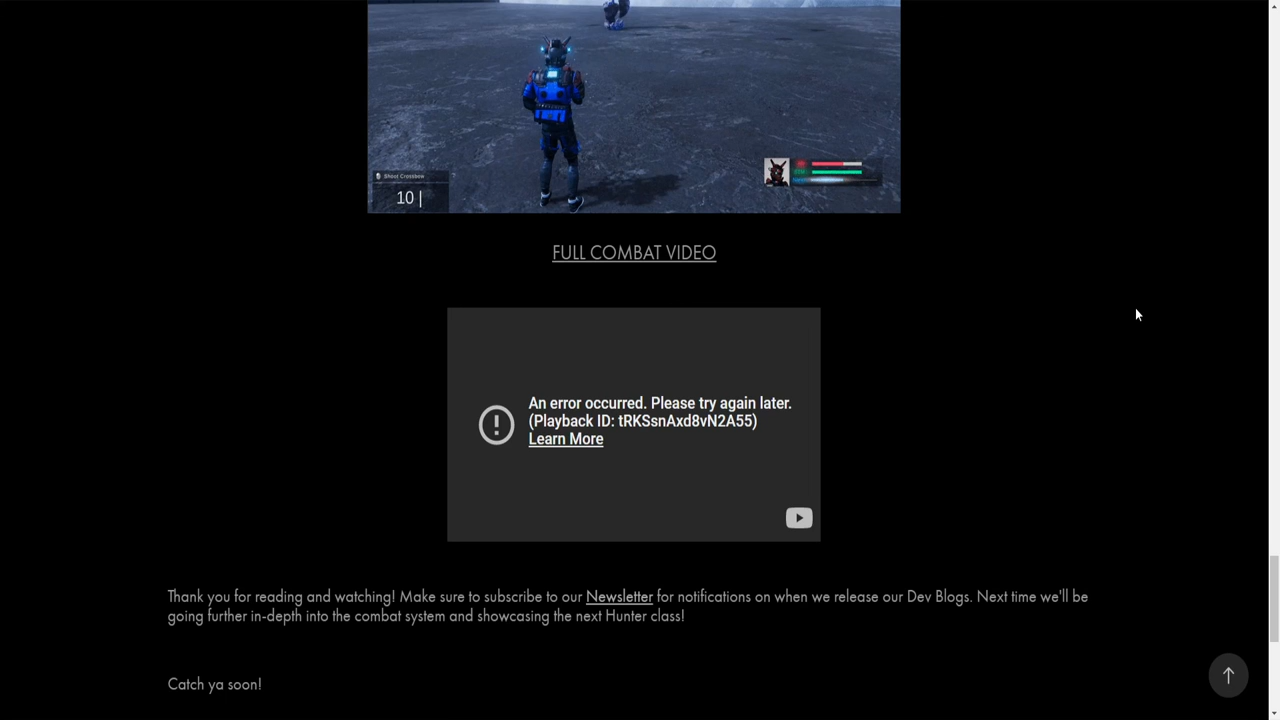 Shoot Crossbow
10 |
FULL COMBAT VIDEO
An error occurred. Please try again later.
(Playback ID: tRKSsnAxd8vN2A55)
Learn More
Thank you for reading and watching! Make sure to subscribe to our Newsletter for notifications on when we release our Dev Blogs. Next time we'll be
going further in-depth into the combat system and showcasing the next Hunter class!
Catch ya soon!